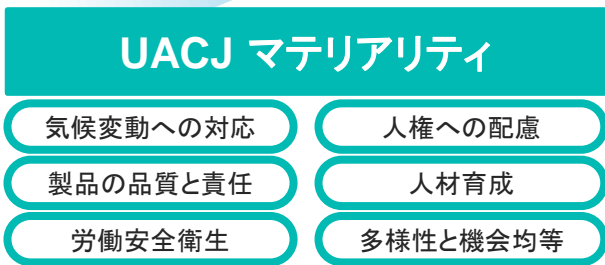 UACJ マテリアリティ
気候変動への対応
人権への配慮
製品の品質と責任
人材育成
労働安全衛生
多様性と機会均等